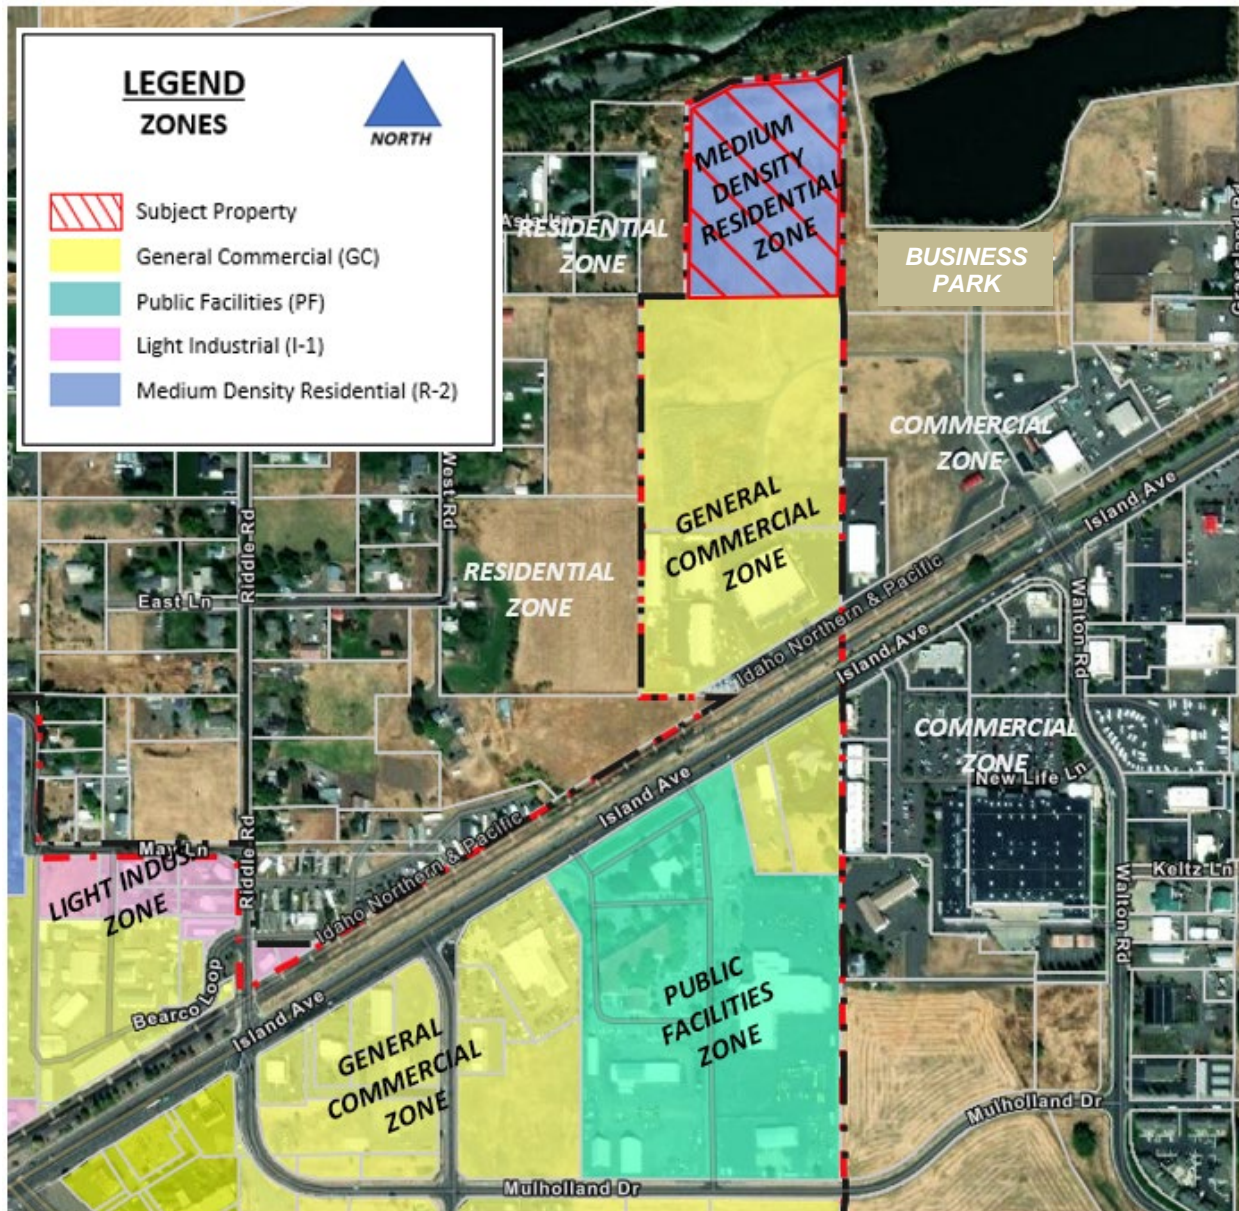 LEGEND
ZONES
NORTH
Subject Property
General Commercial (GC)
Public Facilities (PF)
Light Industrial (I-1)
Medium Density Residential (R-2)
MEDIUM
DENSITY
RESIDENTIAL
ZONE
RESIDENTIAL
ZONE
BUSINESS
PARK
Grassland Rd
COMMERCIAL
ZONE
GENERAL
COMMERCIAL
ZONE
Island Ave
West Rd
Riddle Rd
East Ln
RESIDENTIAL
ZONE
Idaho Northern & Pacific
Island Ave
Walton Rd
COMMERCIAL
ZONE
New Life Ln
Island Ave
May Ln
LIGHT INDUS...
ZONE
Riddle Rd
Idaho Northern & Pacific
Keltz Ln
Walton Rd
Bearco Loop
Island Ave
PUBLIC
FACILITIES
ZONE
GENERAL
COMMERCIAL
ZONE
Mulholland Dr
Mulholland Dr